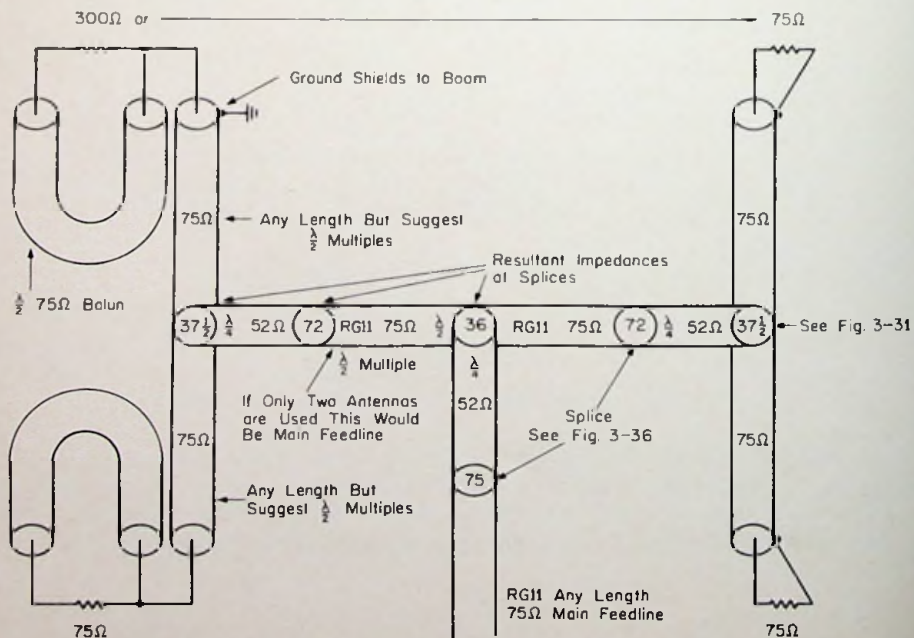 300Ω or
75Ω
Ground Shields to Boom
75Ω
Any Length But Suggest
λ/2 Multiples
75Ω
λ/2 75Ω Balun
Resultant Impedances
at Splices
37½ λ/4 52Ω 72 RG11 75Ω λ/2 36 RG11 75Ω 72 λ/4 52Ω 37½
See Fig. 3-31
λ/2 Multiple
λ/4
If Only Two Antennas
are Used This Would
Be Main Feedline
52Ω
Splice
See Fig. 3-36
75Ω
75Ω
75
Any Length But
Suggest λ/2 Multiples
RG11 Any Length
75Ω Main Feedline
75Ω
75Ω